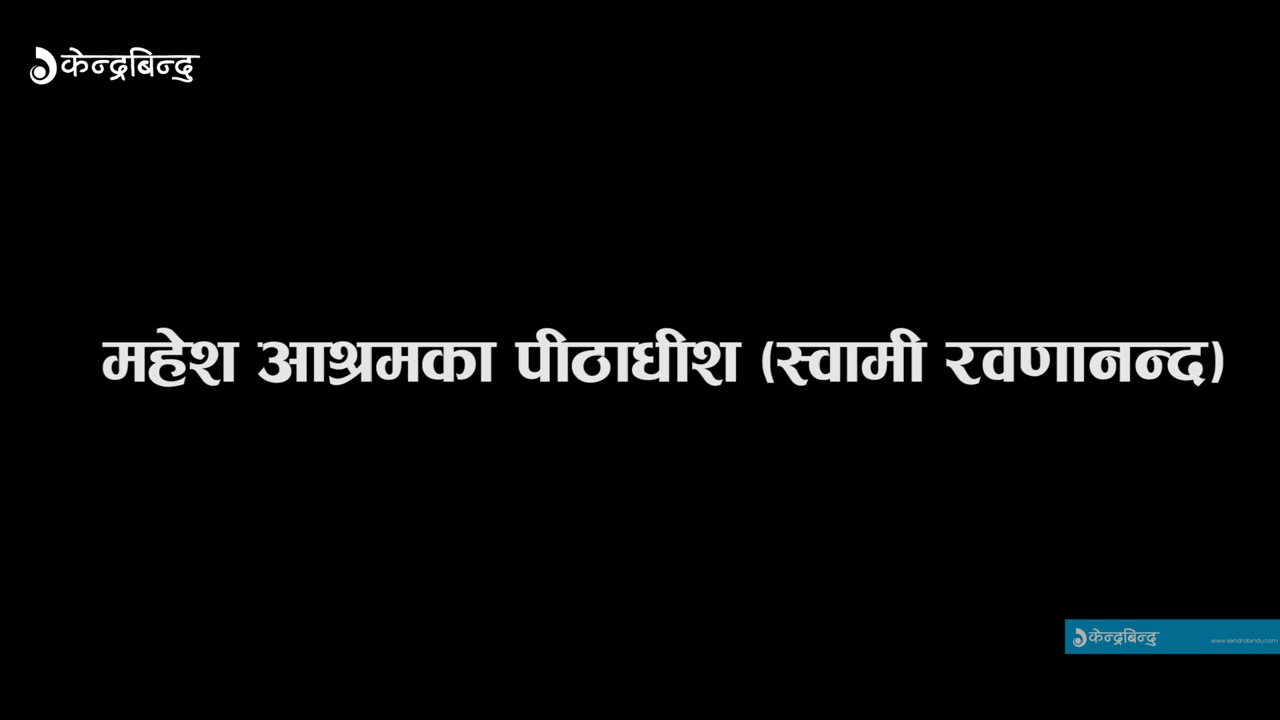 केन्द्रबिन्दु
महेश आश्रमका पीठाधीश (स्वामी रवणानन्द)
केन्द्रबिन्दु
www.kendrabindu.com